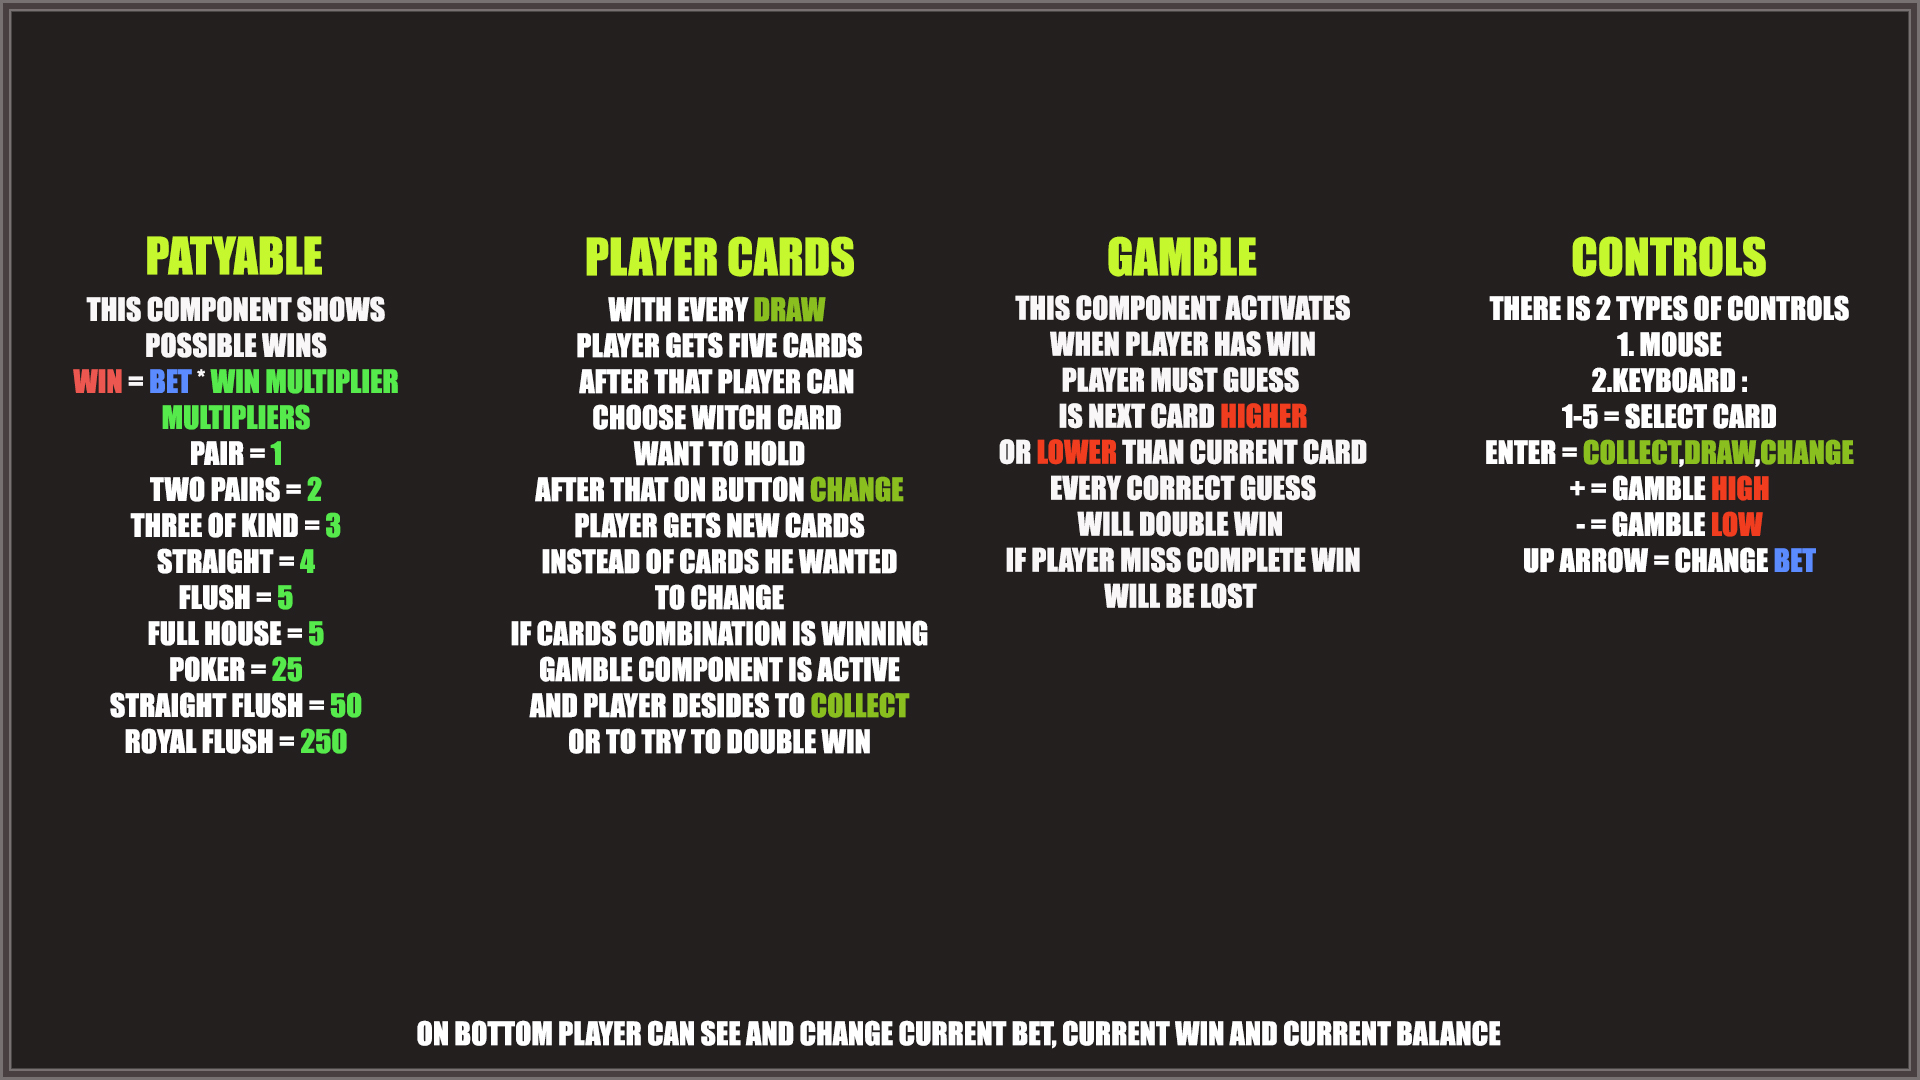 PATYABLE
THIS COMPONENT SHOWS
POSSIBLE WINS
WIN = BET * WIN MULTIPLIER
MULTIPLIERS
PAIR = 1
TWO PAIRS = 2
THREE OF KIND = 3
STRAIGHT = 4
FLUSH = 5
FULL HOUSE = 5
POKER = 25
STRAIGHT FLUSH = 50
ROYAL FLUSH = 250
PLAYER CARDS
WITH EVERY DRAW
PLAYER GETS FIVE CARDS
AFTER THAT PLAYER CAN
CHOOSE WITCH CARD
WANT TO HOLD
AFTER THAT ON BUTTON CHANGE
PLAYER GETS NEW CARDS
INSTEAD OF CARDS HE WANTED
TO CHANGE
IF CARDS COMBINATION IS WINNING
GAMBLE COMPONENT IS ACTIVE
AND PLAYER DESIDES TO COLLECT
OR TO TRY TO DOUBLE WIN
GAMBLE
THIS COMPONENT ACTIVATES
WHEN PLAYER HAS WIN
PLAYER MUST GUESS
IS NEXT CARD HIGHER
OR LOWER THAN CURRENT CARD
EVERY CORRECT GUESS
WILL DOUBLE WIN
IF PLAYER MISS COMPLETE WIN
WILL BE LOST
CONTROLS
THERE IS 2 TYPES OF CONTROLS
1. MOUSE
2.KEYBOARD :
1-5 = SELECT CARD
ENTER = COLLECT,DRAW,CHANGE
+ = GAMBLE HIGH
- = GAMBLE LOW
UP ARROW = CHANGE BET
ON BOTTOM PLAYER CAN SEE AND CHANGE CURRENT BET, CURRENT WIN AND CURRENT BALANCE